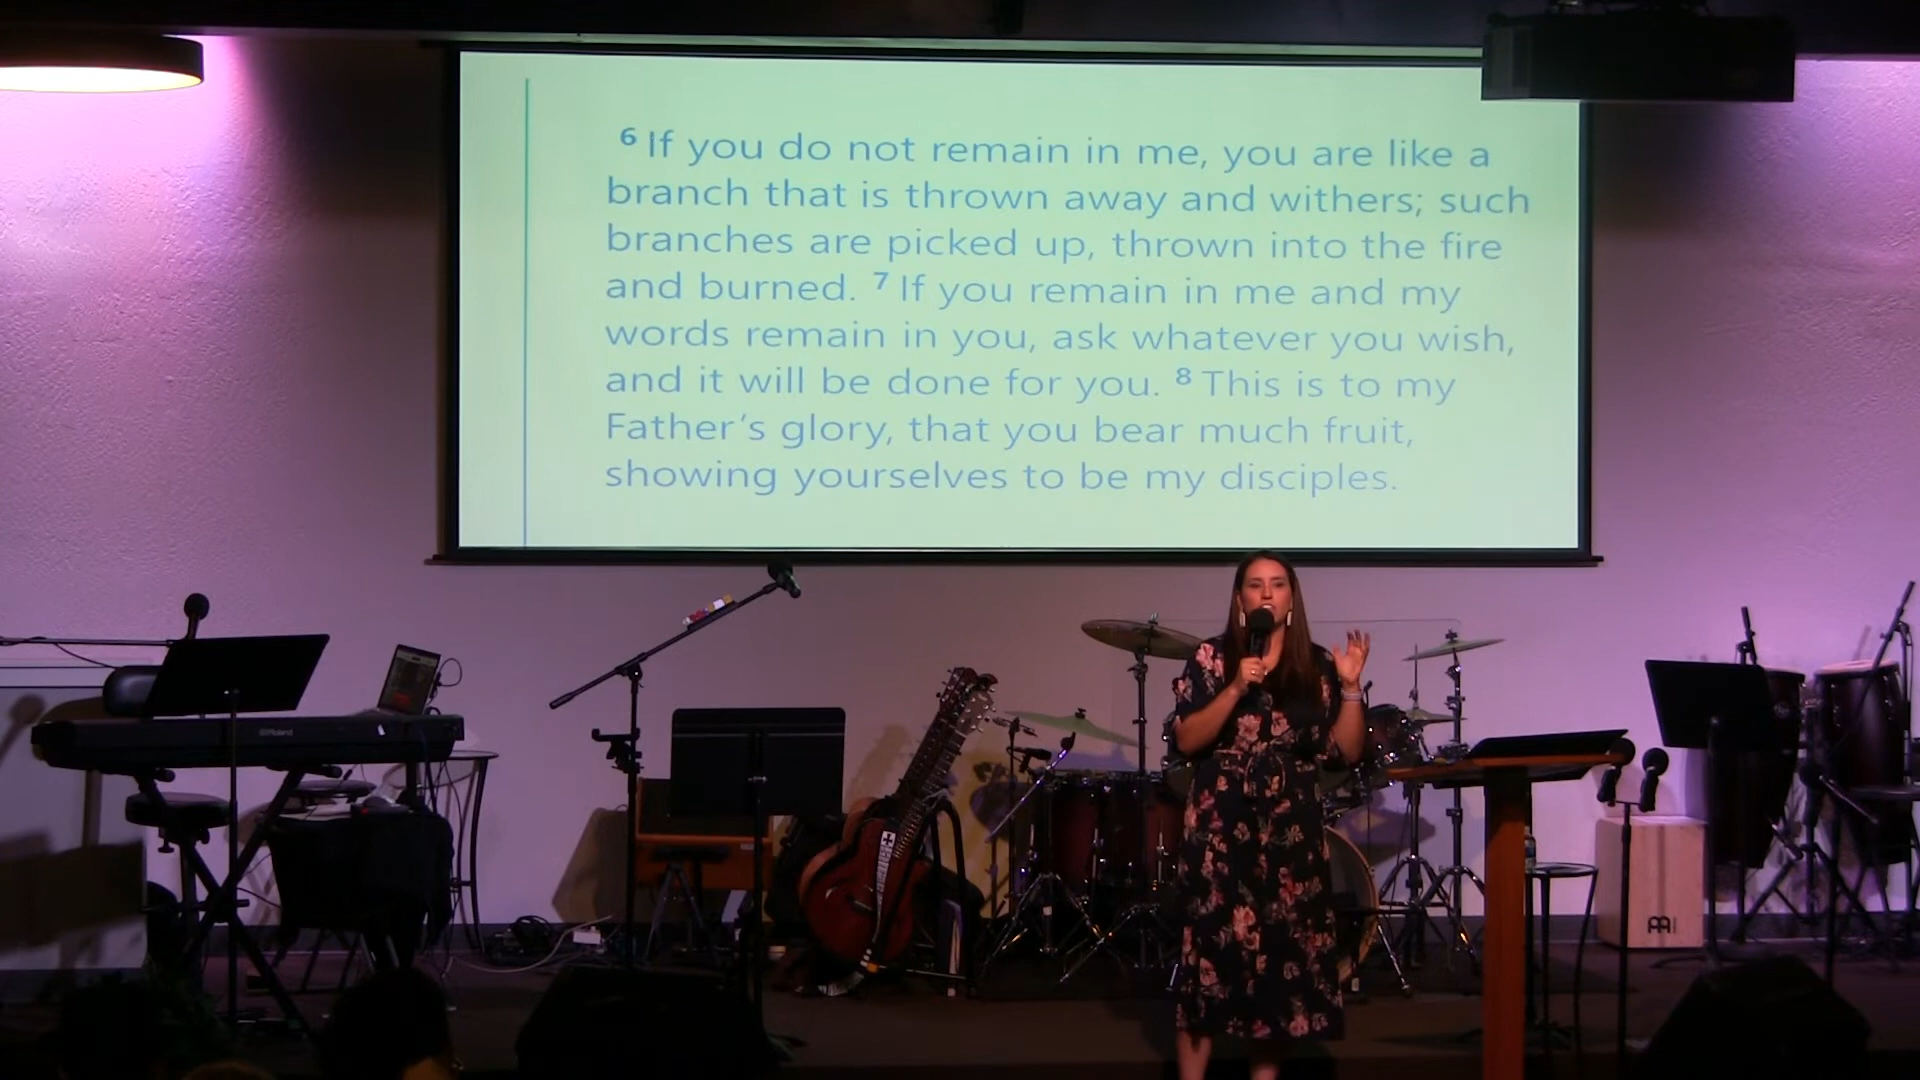 6 If you do not remain in me, you are like a
branch that is thrown away and withers; such
branches are picked up, thrown into the fire
and burned. 7 If you remain in me and my
words remain in you, ask whatever you wish,
and it will be done for you. 8 This is to my
Father's glory, that you bear much fruit,
showing yourselves to be my disciples.
Roland